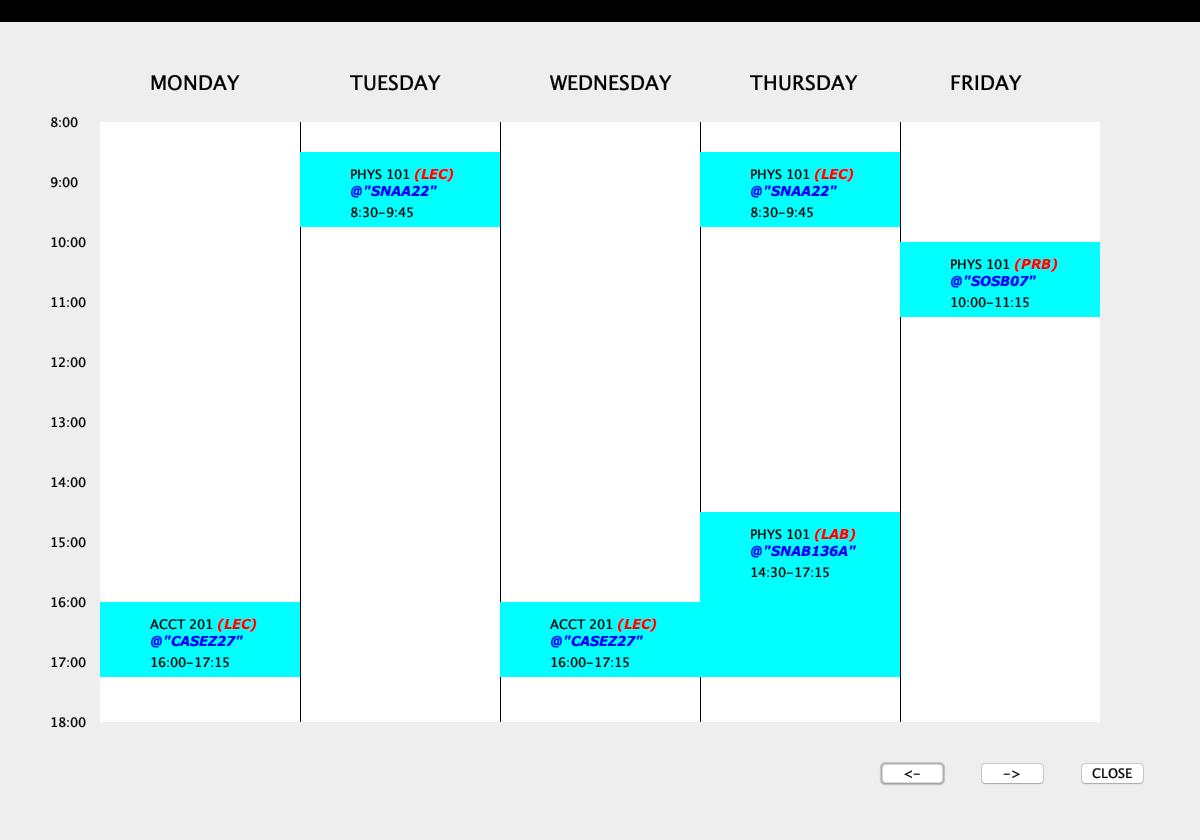 MONDAY TUESDAY WEDNESDAY THURSDAY FRIDAY
8:00
PHYS 101 (LEC) PHYS 101 (LEC)
9:00 @"SNAA22" @"SNAA22"
8:30-9:45 8:30-9:45
10:00
PHYS 101 (PRB)
@"SOSB07"
11:00 10:00-11:15
12:00
13:00
14:00
PHYS 101 (LAB)
15:00 @"SNAB136A"
14:30-17:15
16:00
ACCT 201 (LEC) ACCT 201 (LEC)
@"CASEZ27" @"CASEZ27"
17:00 16:00-17:15 16:00-17:15
18:00
<- -> CLOSE